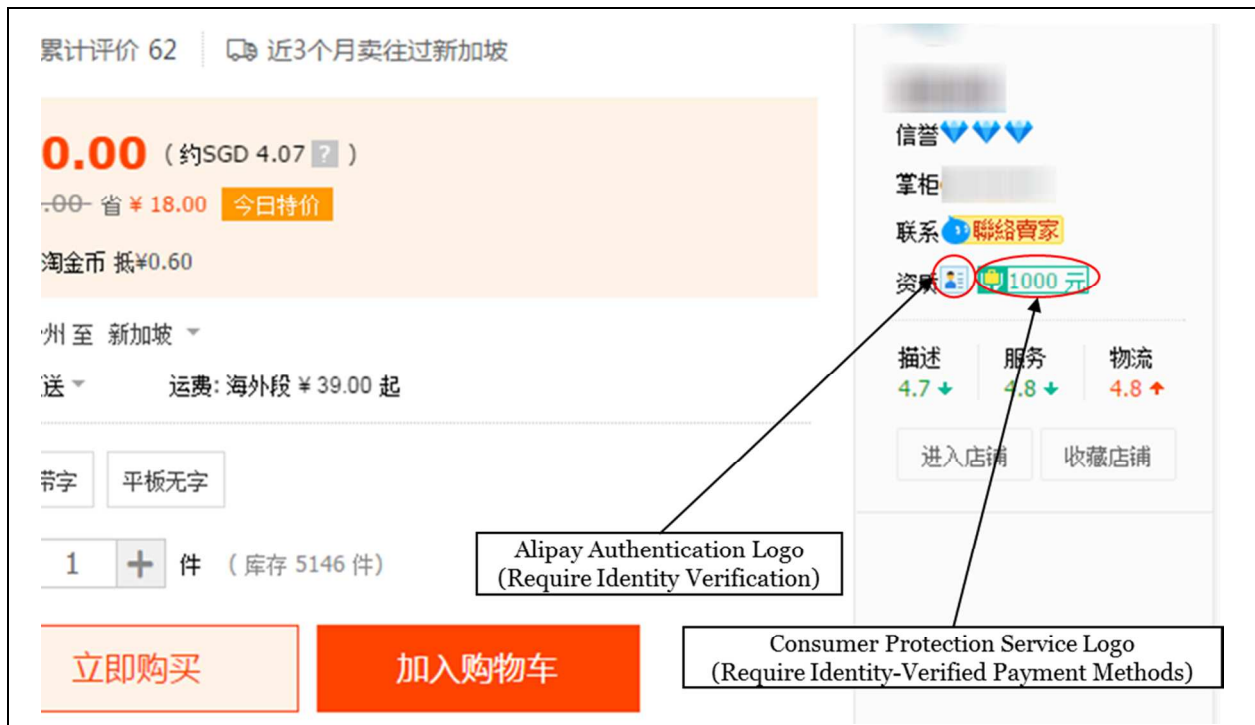 累计评价 62 近3个月卖往过新加坡
0.00 (约SGD 4.07 ? )
.00 省 ¥ 18.00 今日特价
淘金币 抵¥0.60
州 至 新加坡
送 运费: 海外段 ¥ 39.00 起
带字 平板无字
1 + 件 ( 库存 5146 件)
立即购买 加入购物车
信誉
掌柜
联系 聯絡賣家
资质 1000 元
描述 服务 物流
4.7 4.8 4.8
进入店铺 收藏店铺
Alipay Authentication Logo
(Require Identity Verification)
Consumer Protection Service Logo
(Require Identity-Verified Payment Methods)